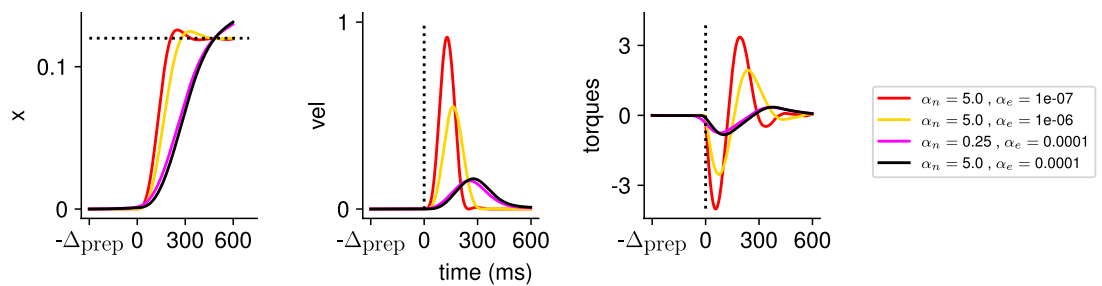 x
0.1
0
-Δprep 0 300 600
vel
1
0
-Δprep 0 300 600
time (ms)
torques
3
0
-3
-Δprep 0 300 600
αn = 5.0 , αe = 1e-07
αn = 5.0 , αe = 1e-06
αn = 0.25 , αe = 0.0001
αn = 5.0 , αe = 0.0001